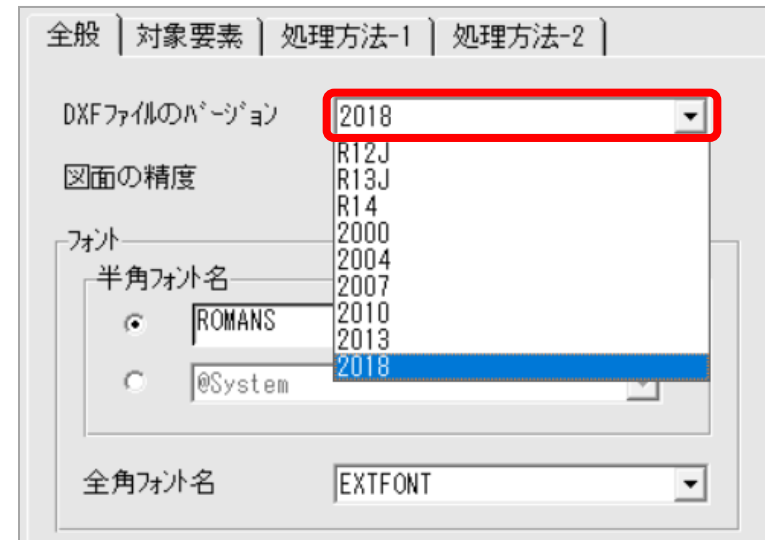 全般 対象要素 処理方法-1 処理方法-2
DXFﾌｧｲﾙのﾊﾞｰｼﾞｮﾝ 2018
R12J
図面の精度 R13J
R14
2000
ﾌｫﾝﾄ
2004
半角ﾌｫﾝﾄ名 2007
2010
ROMANS
2013
2018
@System
全角ﾌｫﾝﾄ名 EXTFONT